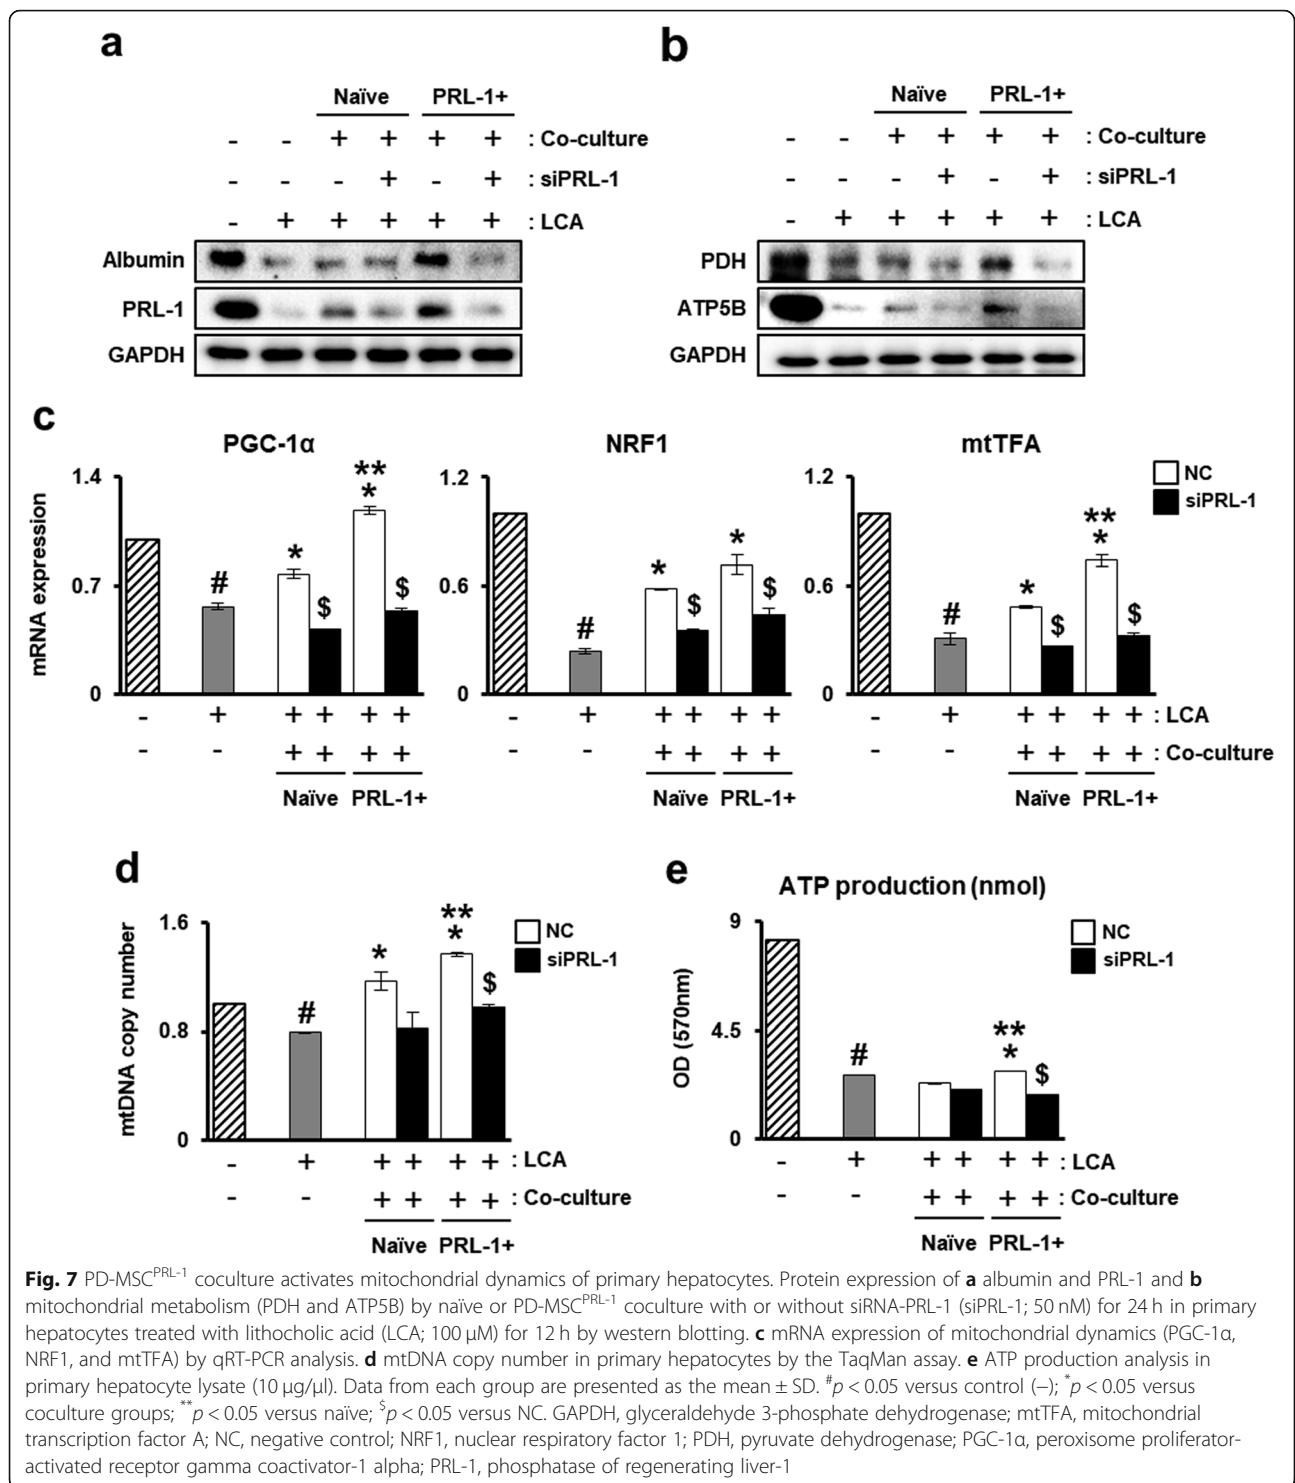 a
Naïve PRL-1+
- - + + + + : Co-culture
- - - + - + : siPRL-1
- + + + + + : LCA
Albumin
PRL-1
GAPDH
b
Naïve PRL-1+
- - + + + + : Co-culture
- - - + - + : siPRL-1
- + + + + + : LCA
PDH
ATP5B
GAPDH
c
PGC-1α
mRNA expression
1.4
0.7
0
# * $ ** * $
- + + + + +
- - + + + +
Naïve PRL-1+
NRF1
1.2
0.6
0
# * $ * $
- + + + + +
- - + + + +
Naïve PRL-1+
mtTFA
1.2
0.6
0
# * $ ** * $
NC
siPRL-1
- + + + + + : LCA
- - + + + + : Co-culture
Naïve PRL-1+
d
mtDNA copy number
1.6
0.8
0
# * ** * $
NC
siPRL-1
- + + + + + : LCA
- - + + + + : Co-culture
Naïve PRL-1+
e
ATP production (nmol)
OD (570nm)
9
4.5
0
# ** * $
NC
siPRL-1
- + + + + + : LCA
- - + + + + : Co-culture
Naïve PRL-1+
Fig. 7 PD-MSCPRL-1 coculture activates mitochondrial dynamics of primary hepatocytes. Protein expression of a albumin and PRL-1 and b
mitochondrial metabolism (PDH and ATP5B) by naïve or PD-MSCPRL-1 coculture with or without siRNA-PRL-1 (siPRL-1; 50 nM) for 24 h in primary
hepatocytes treated with lithocholic acid (LCA; 100 μM) for 12 h by western blotting. c mRNA expression of mitochondrial dynamics (PGC-1α,
NRF1, and mtTFA) by qRT-PCR analysis. d mtDNA copy number in primary hepatocytes by the TaqMan assay. e ATP production analysis in
primary hepatocyte lysate (10 μg/μl). Data from each group are presented as the mean ± SD. #p < 0.05 versus control (−); *p < 0.05 versus
coculture groups; **p < 0.05 versus naïve; $p < 0.05 versus NC. GAPDH, glyceraldehyde 3-phosphate dehydrogenase; mtTFA, mitochondrial
transcription factor A; NC, negative control; NRF1, nuclear respiratory factor 1; PDH, pyruvate dehydrogenase; PGC-1α, peroxisome proliferator-
activated receptor gamma coactivator-1 alpha; PRL-1, phosphatase of regenerating liver-1